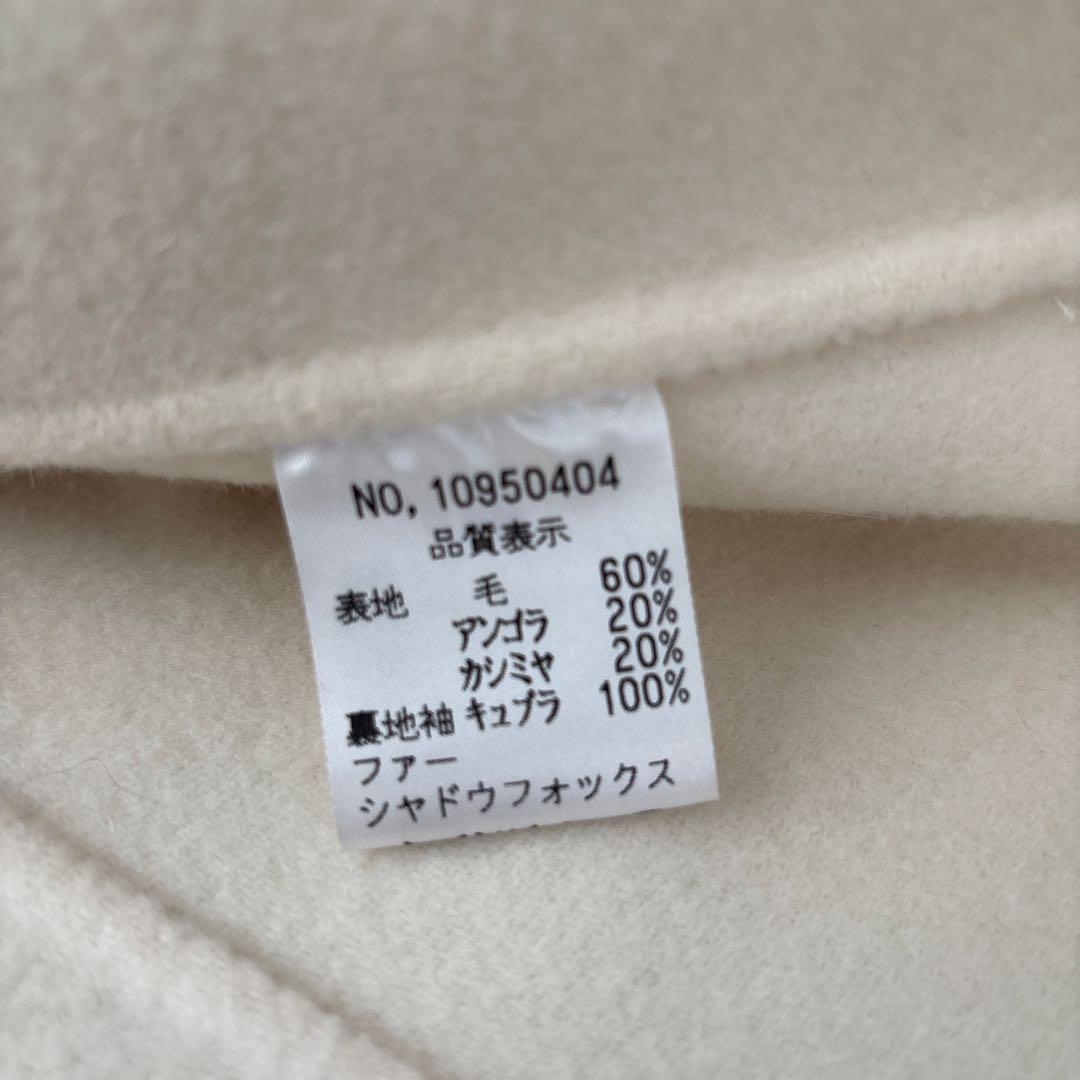 NO, 10950404
品質表示
表地 毛 60%
アンゴラ 20%
カシミヤ 20%
裏地袖 キュプラ 100%
ファー
シャドウフォックス